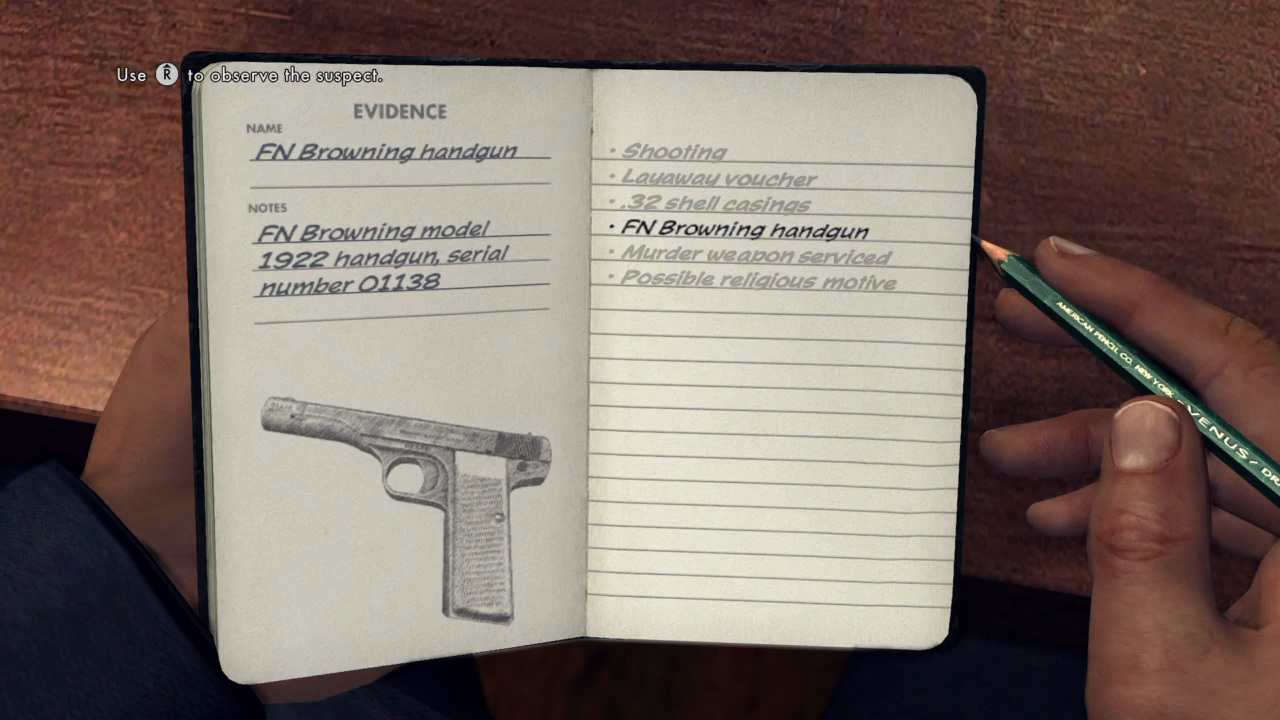 Use R to observe the suspect.
EVIDENCE
NAME
FN Browning handgun
NOTES
FN Browning model
1922 handgun, serial
number 01138
• Shooting
• Layaway voucher
• .32 shell casings
• FN Browning handgun
• Murder weapon serviced
• Possible religious motive
AMERICAN PENCIL CO. NEW YORK VENUS / DR